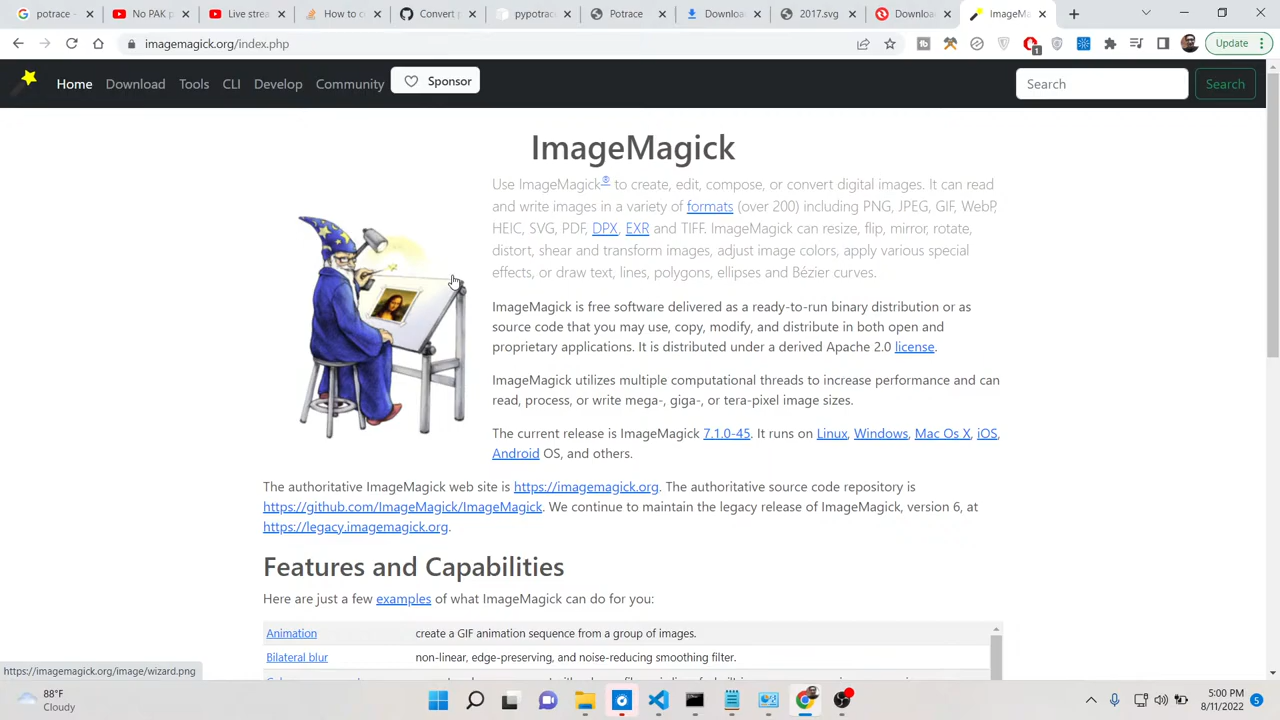 potrace -
No PAK p
Live strea
How to c
Convert p
pypotrac
Potrace
Downloa
2017.svg
Downloa
ImageMa
imagemagick.org/index.php
1
Update
Home
Download
Tools
CLI
Develop
Community
Sponsor
Search
Search
ImageMagick
Use ImageMagick® to create, edit, compose, or convert digital images. It can read
and write images in a variety of formats (over 200) including PNG, JPEG, GIF, WebP,
HEIC, SVG, PDF, DPX, EXR and TIFF. ImageMagick can resize, flip, mirror, rotate,
distort, shear and transform images, adjust image colors, apply various special
effects, or draw text, lines, polygons, ellipses and Bézier curves.
ImageMagick is free software delivered as a ready-to-run binary distribution or as
source code that you may use, copy, modify, and distribute in both open and
proprietary applications. It is distributed under a derived Apache 2.0 license.
ImageMagick utilizes multiple computational threads to increase performance and can
read, process, or write mega-, giga-, or tera-pixel image sizes.
The current release is ImageMagick 7.1.0-45. It runs on Linux, Windows, Mac Os X, iOS,
Android OS, and others.
The authoritative ImageMagick web site is https://imagemagick.org. The authoritative source code repository is
https://github.com/ImageMagick/ImageMagick. We continue to maintain the legacy release of ImageMagick, version 6, at
https://legacy.imagemagick.org.
Features and Capabilities
Here are just a few examples of what ImageMagick can do for you:
Animation create a GIF animation sequence from a group of images.
Bilateral blur non-linear, edge-preserving, and noise-reducing smoothing filter.
https://imagemagick.org/image/wizard.png
88°F
Cloudy
5:00 PM
8/11/2022
5